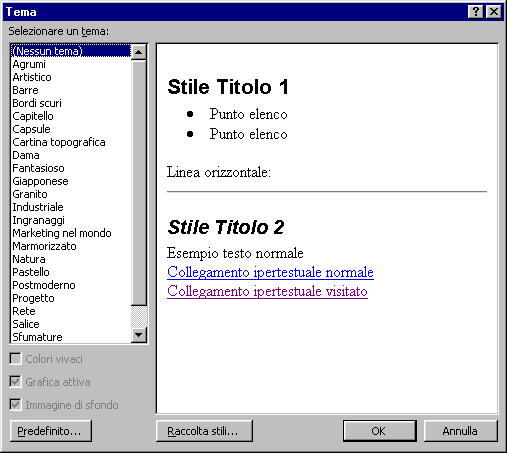 Tema
Selezionare un tema:
(Nessun tema)
Agrumi
Artistico
Barre
Bordi scuri
Capitello
Capsule
Cartina topografica
Dama
Fantasioso
Giapponese
Granito
Industriale
Ingranaggi
Marketing nel mondo
Marmorizzato
Natura
Pastello
Postmoderno
Progetto
Rete
Salice
Sfumature
Stile Titolo 1
• Punto elenco
• Punto elenco
Linea orizzontale:
Stile Titolo 2
Esempio testo normale
Collegamento ipertestuale normale
Collegamento ipertestuale visitato
Colori vivaci
Grafica attiva
Immagine di sfondo
Predefinito...
Raccolta stili...
OK
Annulla